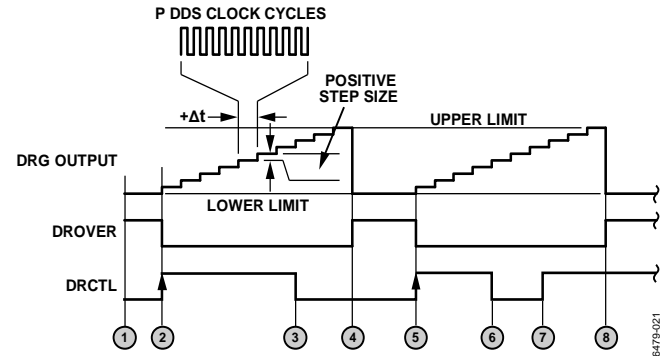 P DDS CLOCK CYCLES
POSITIVE
STEP SIZE
+Δt
UPPER LIMIT
DRG OUTPUT
LOWER LIMIT
DROVER
DRCTL
1 2 3 4 5 6 7 8
6479-021